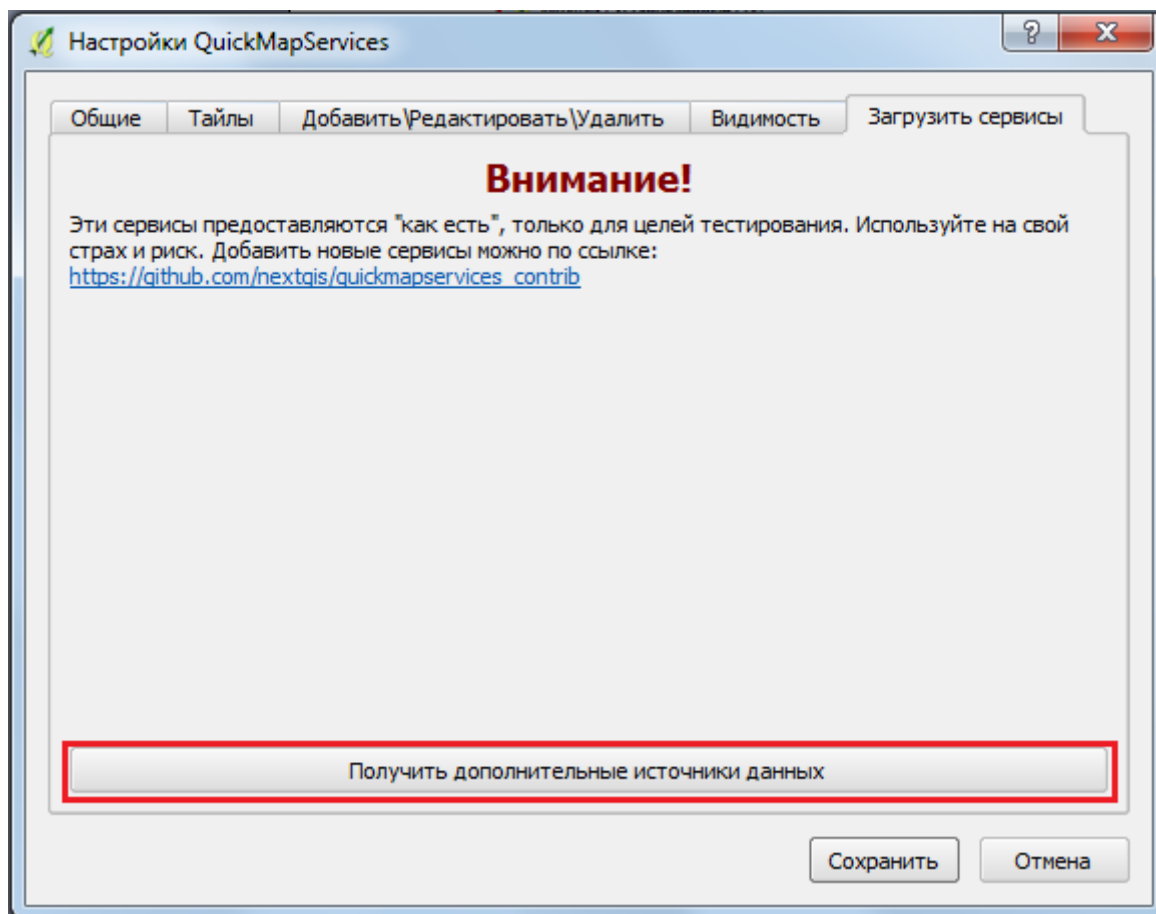 Настройки QuickMapServices
Общие Тайлы Добавить\Редактировать\Удалить Видимость Загрузить сервисы
Внимание!
Эти сервисы предоставляются "как есть", только для целей тестирования. Используйте на свой
страх и риск. Добавить новые сервисы можно по ссылке:
https://github.com/nextgis/quickmapservices_contrib
Получить дополнительные источники данных
Сохранить Отмена